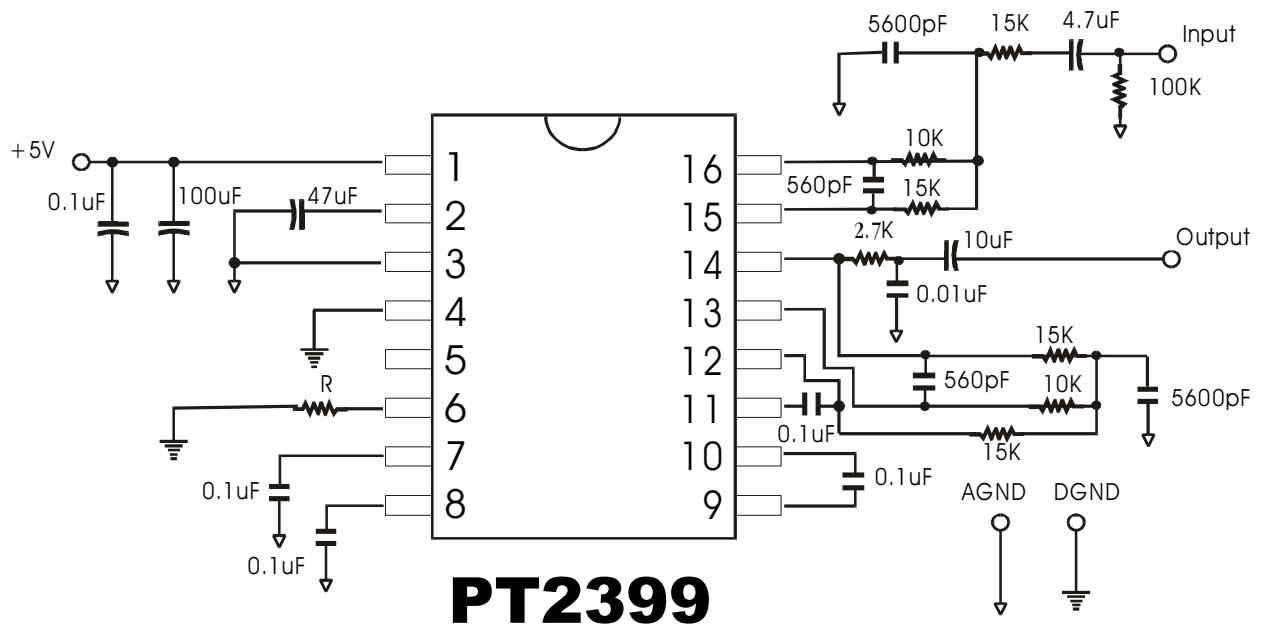 5600pF
15K
4.7uF
Input
100K
+5V
0.1uF
100uF
47uF
1
2
3
4
5
6
7
8
16
15
14
13
12
11
10
9
10K
560pF
15K
2.7K
10uF
Output
0.01uF
R
15K
560pF
10K
5600pF
0.1uF
15K
0.1uF
0.1uF
0.1uF
AGND
DGND
PT2399